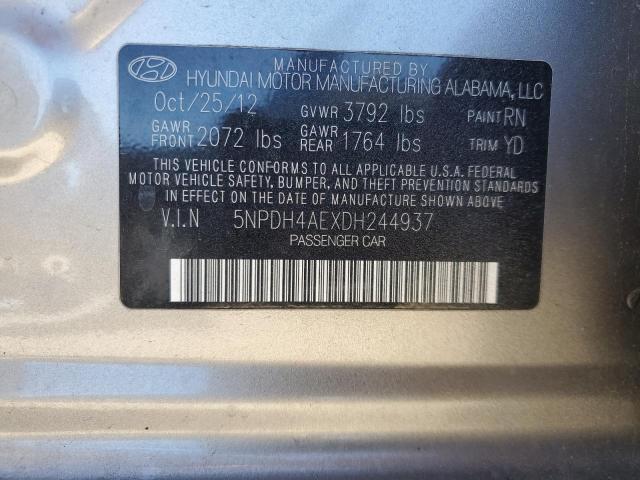 MANUFACTURED BY
HYUNDAI MOTOR MANUFACTURING ALABAMA, LLC
Oct/25/12 GVWR 3792 lbs PAINT RN
GAWR FRONT 2072 lbs GAWR REAR 1764 lbs TRIM YD
THIS VEHICLE CONFORMS TO ALL APPLICABLE U.S.A. FEDERAL
MOTOR VEHICLE SAFETY, BUMPER, AND THEFT PREVENTION STANDARDS
IN EFFECT ON THE DATE OF MANUFACTURE SHOWN ABOVE.
V.I.N 5NPDH4AEXDH244937
PASSENGER CAR